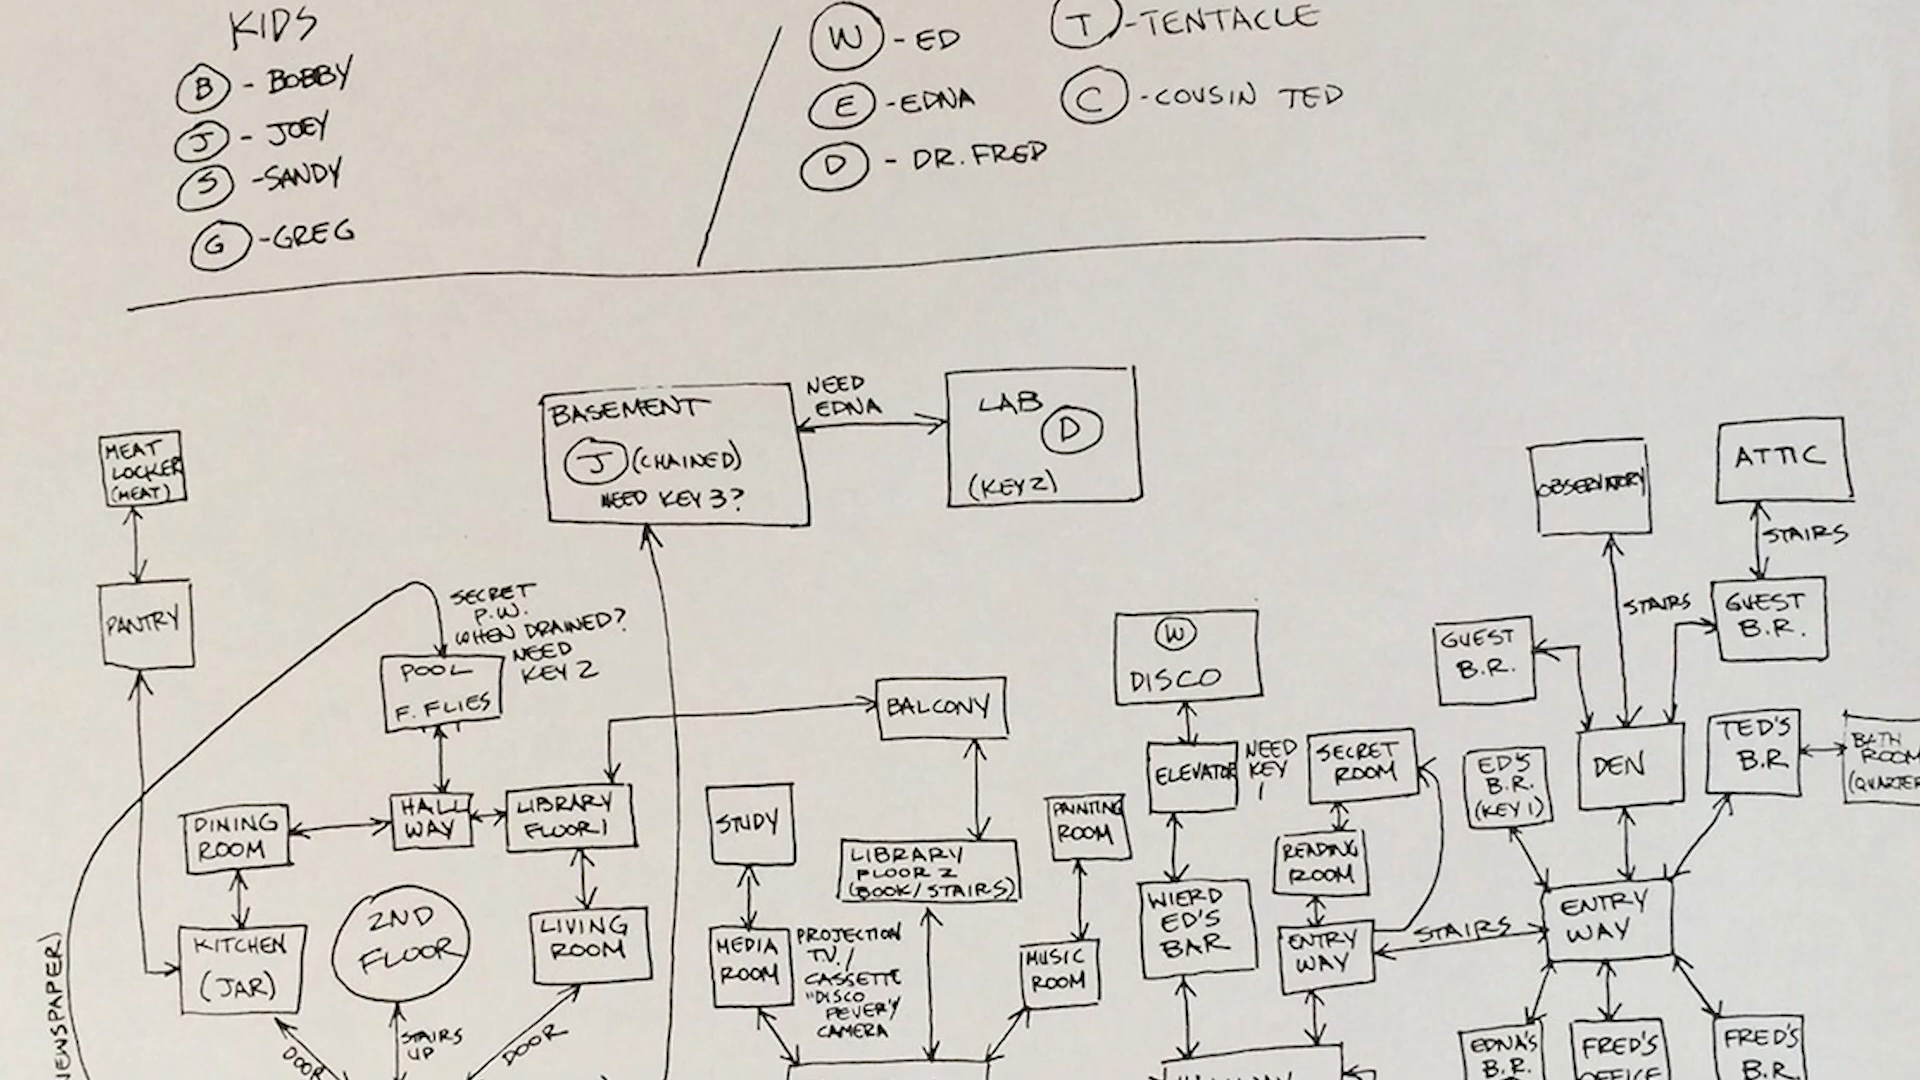 KIDS
B - BOBBY
J - JOEY
S - SANDY
G - GREG
W - ED
E - EDNA
D - DR. FRED
T - TENTACLE
C - COUSIN TED
BASEMENT
J (CHAINED)
NEED KEY 3?
NEED
EDNA
LAB
D
(KEY 2)
MEAT
LOCKER
(MEAT)
PANTRY
SECRET
P.W.
WHEN DRAINED?
NEED
KEY 2
POOL
F. FLIES
DINING
ROOM
HALL
WAY
LIBRARY
FLOOR 1
KITCHEN
(JAR)
2ND
FLOOR
LIVING
ROOM
DOOR
STAIRS
UP
DOOR
NEWSPAPER)
BALCONY
STUDY
LIBRARY
FLOOR 2
(BOOK/STAIRS)
PAINTING
ROOM
MEDIA
ROOM
PROJECTION
TV./
CASSETTE
"DISCO
FEVER"/
CAMERA
MUSIC
ROOM
W
DISCO
ELEVATOR
NEED
KEY
1
WIERD
ED'S
BAR
SECRET
ROOM
READING
ROOM
ENTRY
WAY
STAIRS
OBSERVATORY
ATTIC
STAIRS
GUEST
B.R.
STAIRS
GUEST
B.R.
ED'S
B.R.
(KEY 1)
DEN
TED'S
B.R
BATH
ROOM
(QUARTER
ENTRY
WAY
EDNA'S
B.R.
FRED'S
OFFICE
FRED'S
B.R.